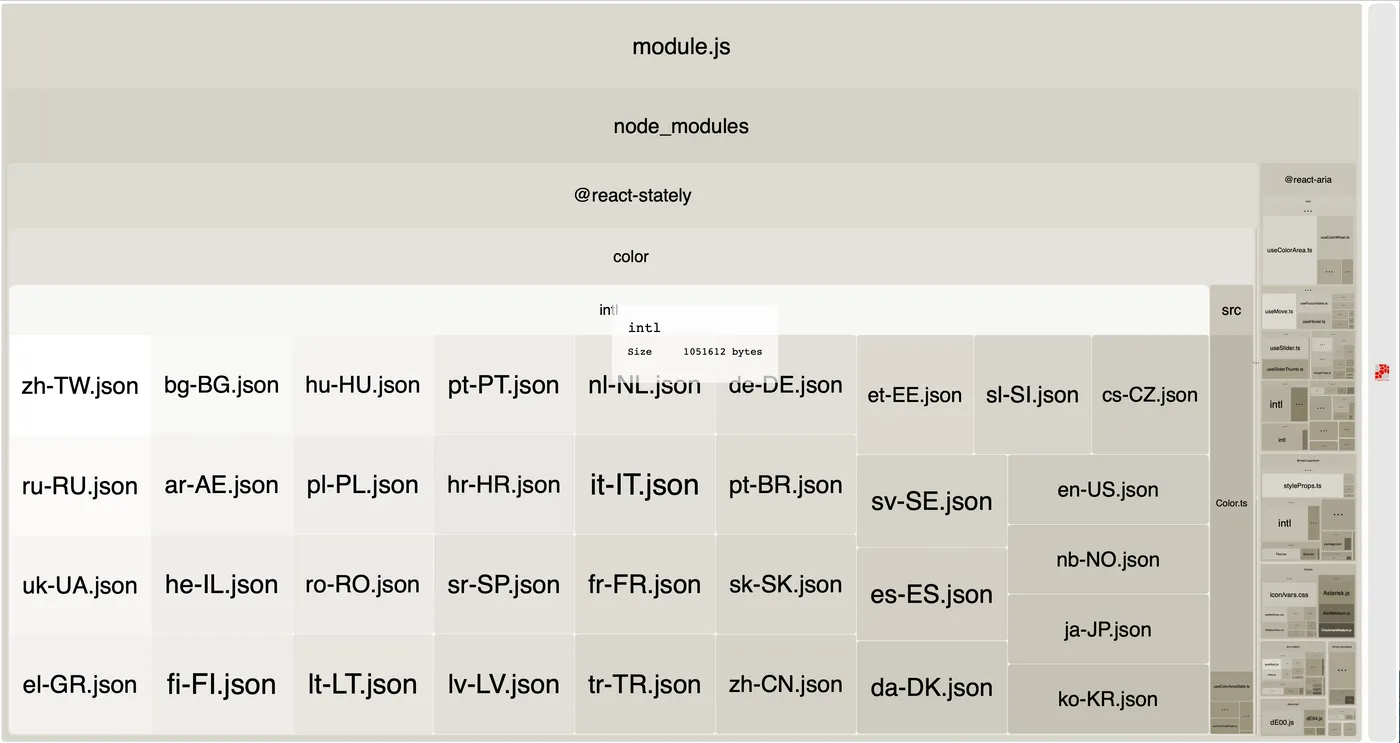 module.js
node_modules
@react-stately
@react-aria
color
intl
src
intl
Size 1051612 bytes
zh-TW.json
bg-BG.json
hu-HU.json
pt-PT.json
nl-NL.json
de-DE.json
et-EE.json
sl-SI.json
cs-CZ.json
ru-RU.json
ar-AE.json
pl-PL.json
hr-HR.json
it-IT.json
pt-BR.json
sv-SE.json
en-US.json
nb-NO.json
uk-UA.json
he-IL.json
ro-RO.json
sr-SP.json
fr-FR.json
sk-SK.json
es-ES.json
ja-JP.json
el-GR.json
fi-FI.json
lt-LT.json
lv-LV.json
tr-TR.json
zh-CN.json
da-DK.json
ko-KR.json
Color.ts
useColorArea.ts
useMove.ts
useHover.ts
useSlider.ts
useSliderThumb.ts
intl
intl
styleProps.ts
intl
icon/vars.css
Asterisk.js
dE00.js
dE94.js